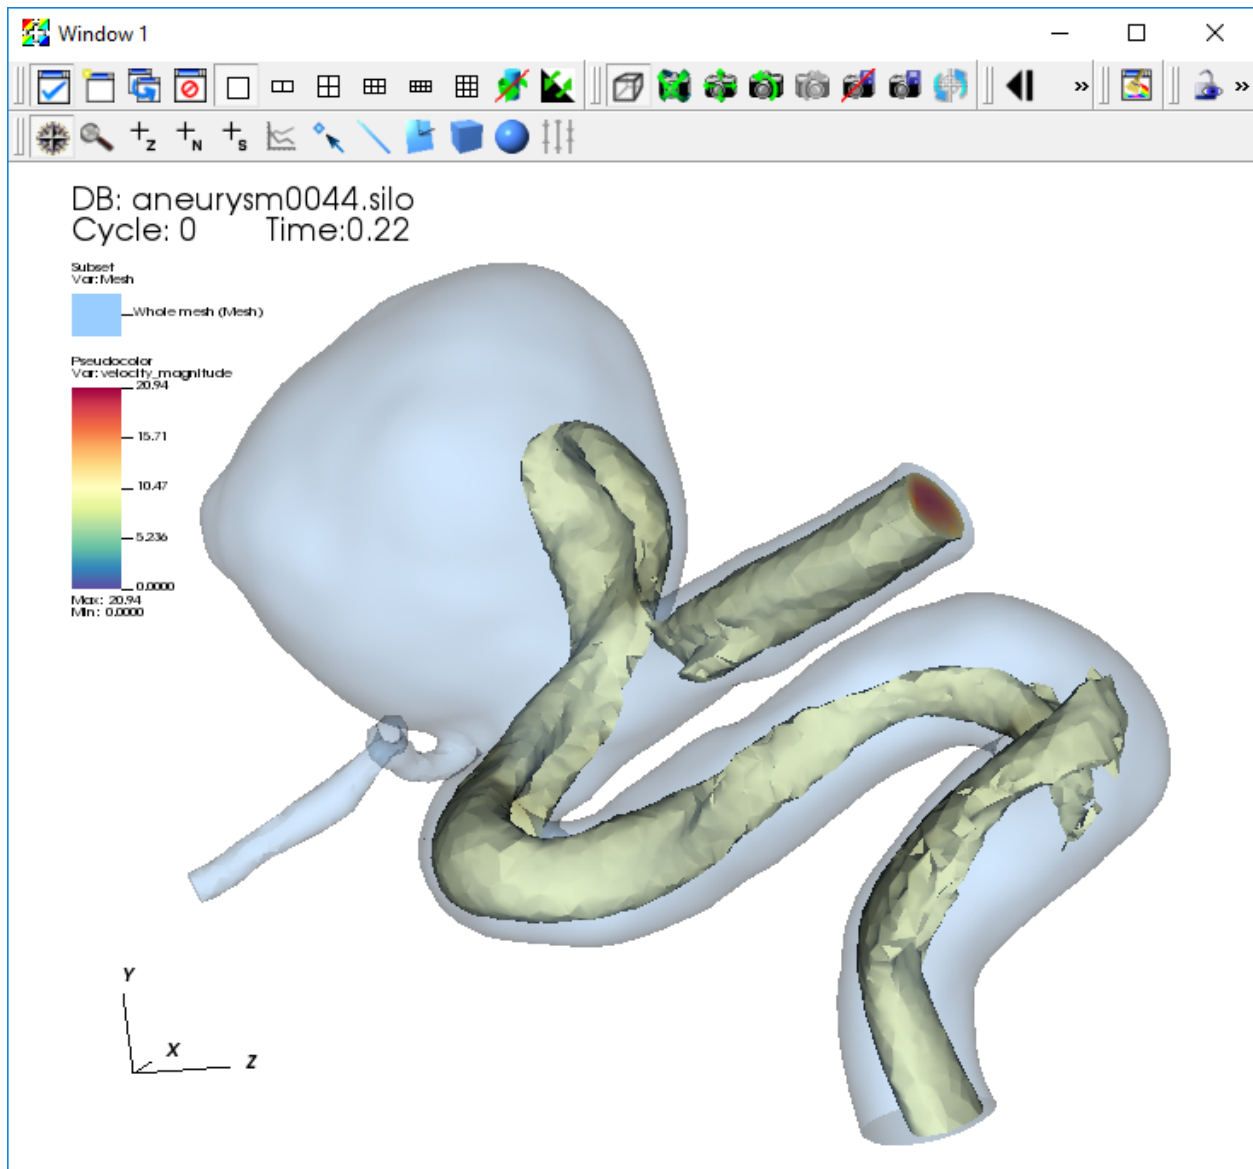 Window 1
» »
Z N S
DB: aneurysm0044.silo
Cycle: 0 Time:0.22
Subset
Var: Mesh
Whole mesh (Mesh)
Pseudocolor
Var: velocity_magnitude
20.94
15.71
10.47
5.236
0.0000
Max: 20.94
Min: 0.0000
Y
X
Z